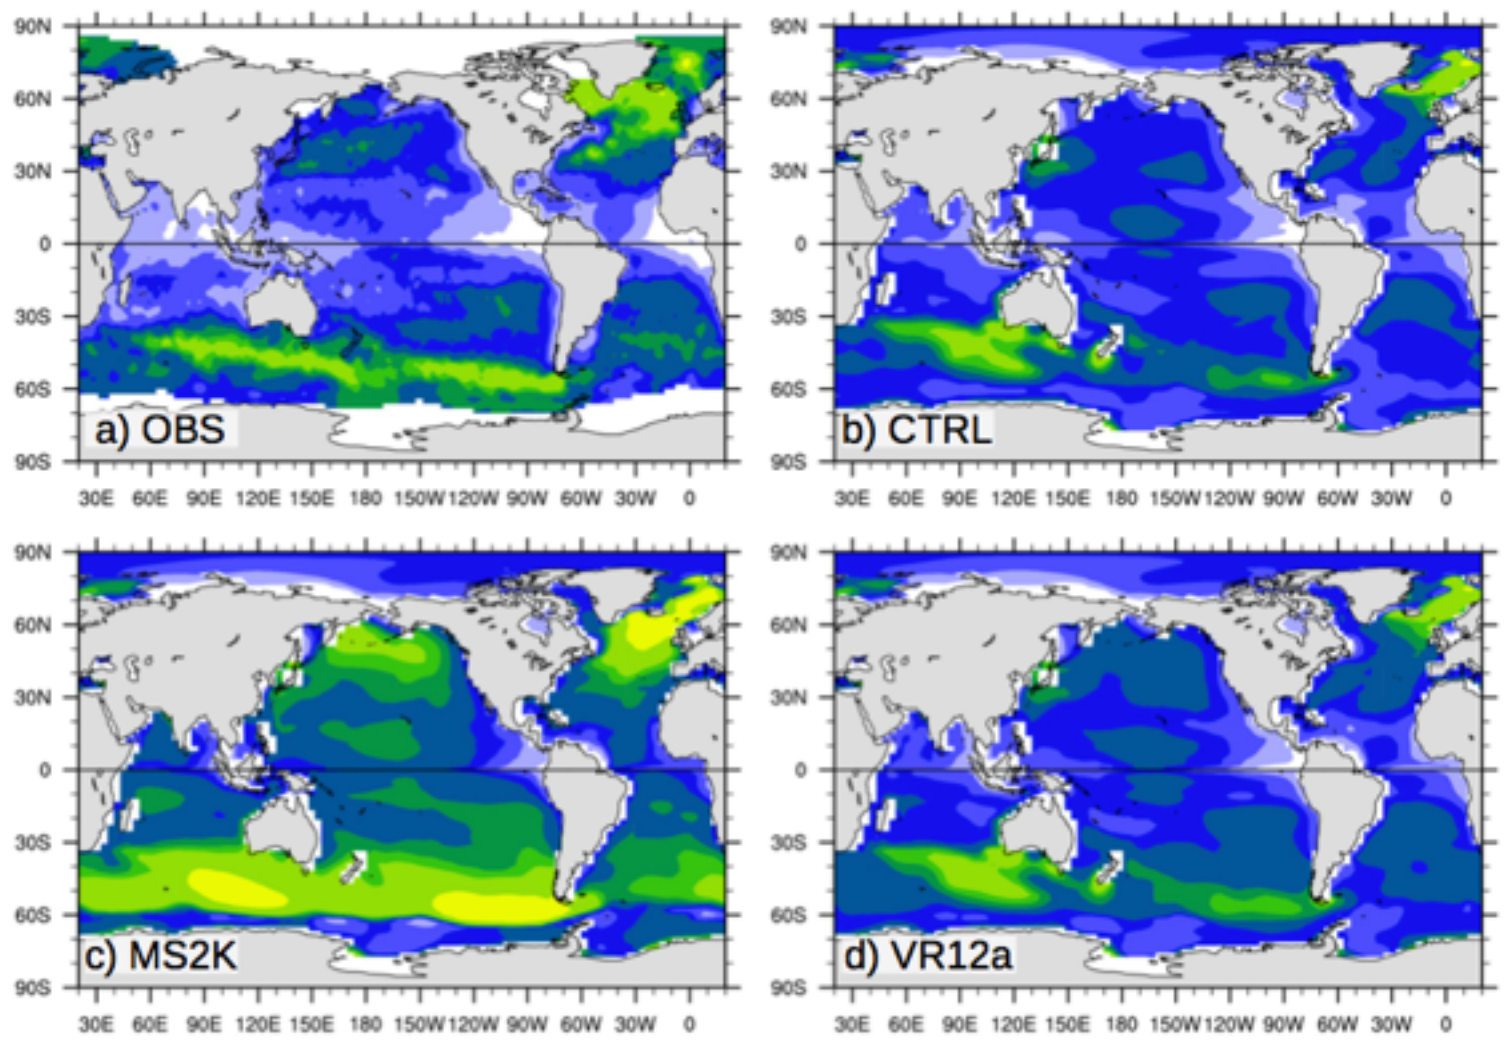 90N 90N
60N 60N
30N 30N
0 0
30S 30S
60S 60S
a) OBS b) CTRL
90S 90S
30E 60E 90E 120E 150E 180 150W 120W 90W 60W 30W 0 30E 60E 90E 120E 150E 180 150W 120W 90W 60W 30W 0
90N 90N
60N 60N
30N 30N
0 0
30S 30S
60S 60S
c) MS2K d) VR12a
90S 90S
30E 60E 90E 120E 150E 180 150W 120W 90W 60W 30W 0 30E 60E 90E 120E 150E 180 150W 120W 90W 60W 30W 0